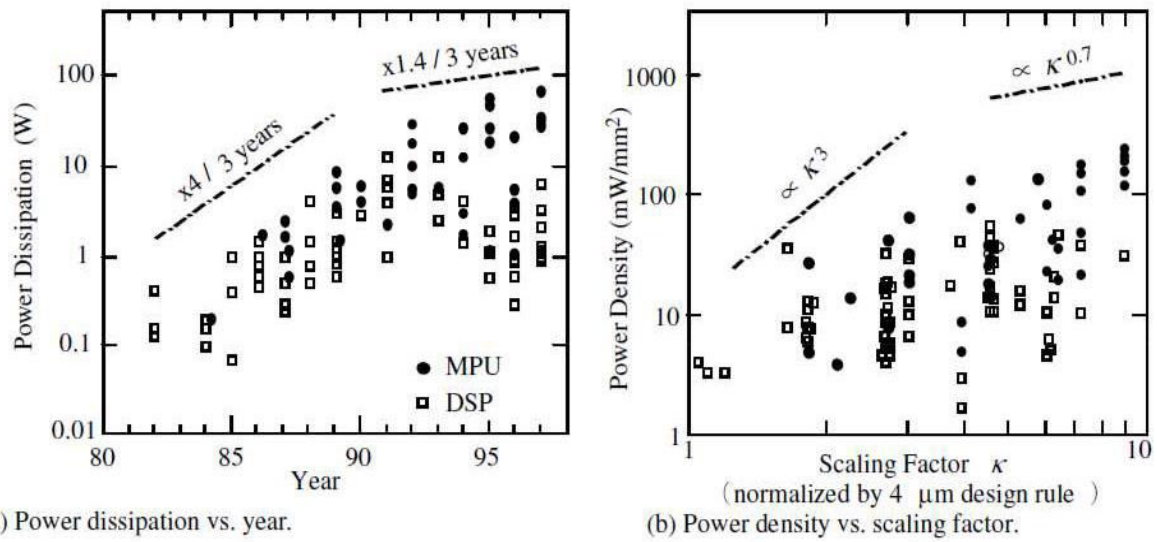 100
10
1
0.1
0.01
80
85
90
95
Power Dissipation (W)
Year
x4 / 3 years
x1.4 / 3 years
MPU
DSP
) Power dissipation vs. year.
1000
100
10
1
1
10
Power Density (mW/mm²)
∝ κ³
∝ κ^0.7
Scaling Factor κ
(normalized by 4 μm design rule )
(b) Power density vs. scaling factor.